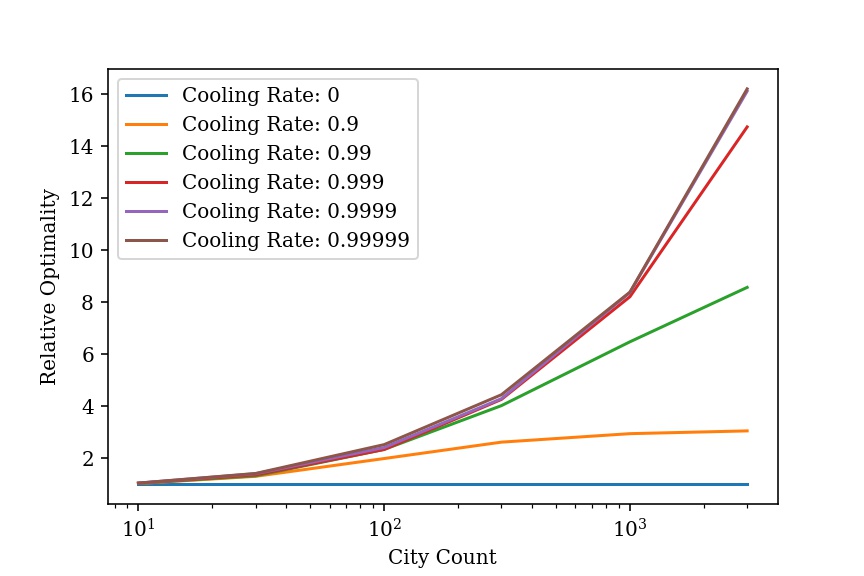 16
14
12
10
8
6
4
2
Relative Optimality
Cooling Rate: 0
Cooling Rate: 0.9
Cooling Rate: 0.99
Cooling Rate: 0.999
Cooling Rate: 0.9999
Cooling Rate: 0.99999
10¹ 10² 10³
City Count